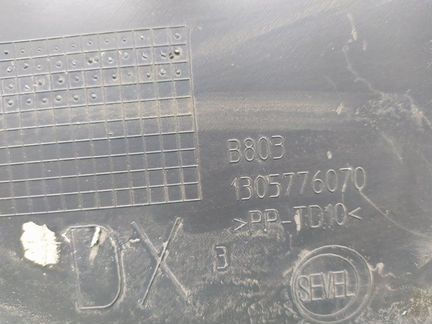 B803
1305776070
>PP-TD10<
DX
3
SEVEL